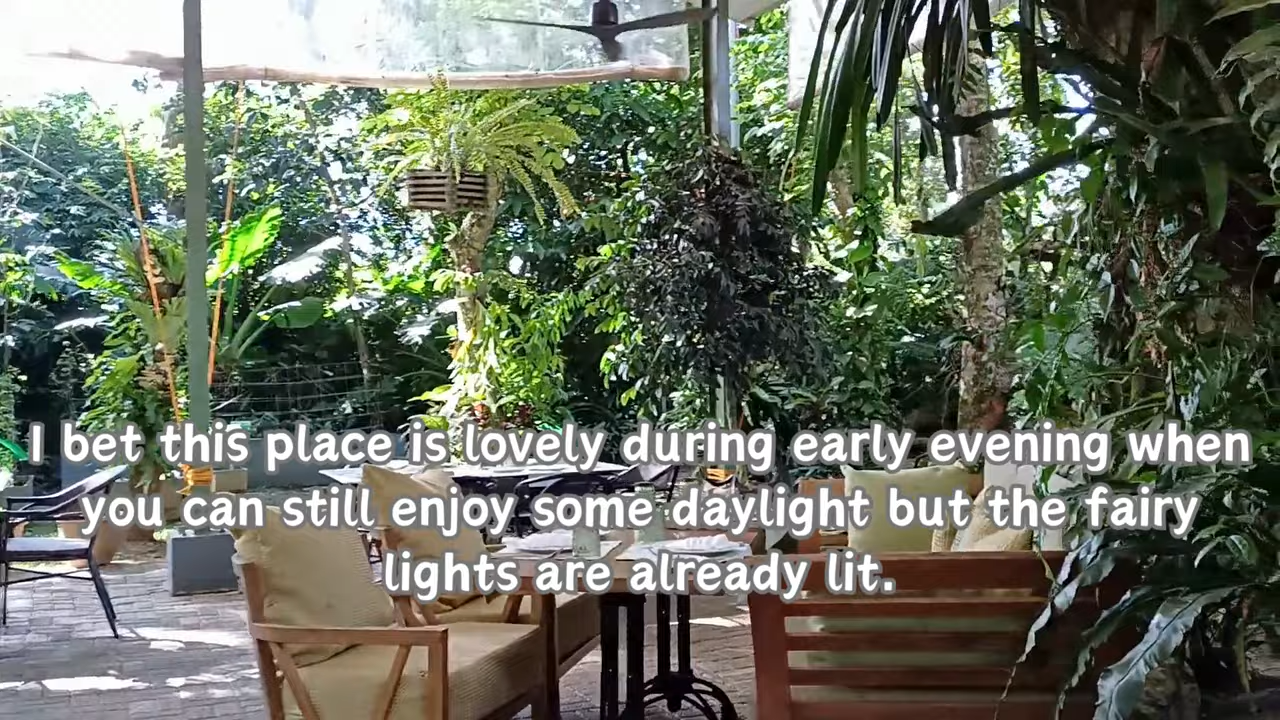 I bet this place is lovely during early evening when
you can still enjoy some daylight but the fairy
lights are already lit.